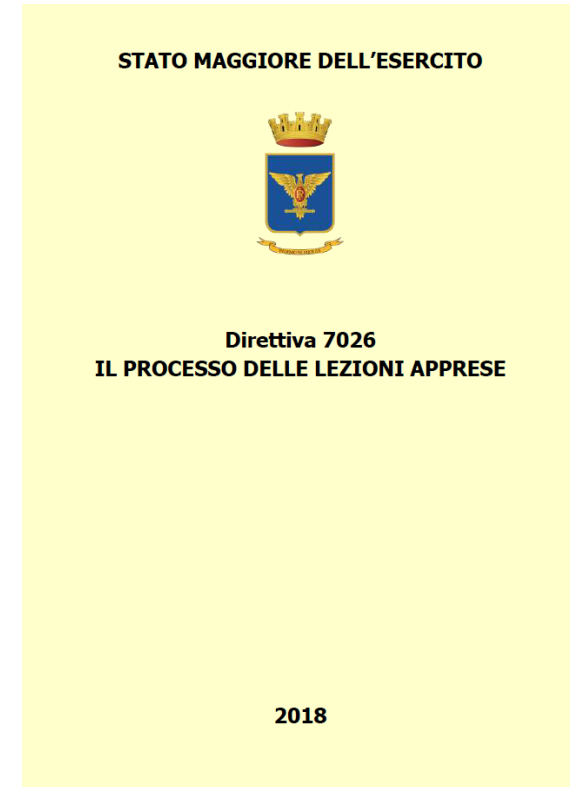 STATO MAGGIORE DELL'ESERCITO
Direttiva 7026
IL PROCESSO DELLE LEZIONI APPRESE
2018